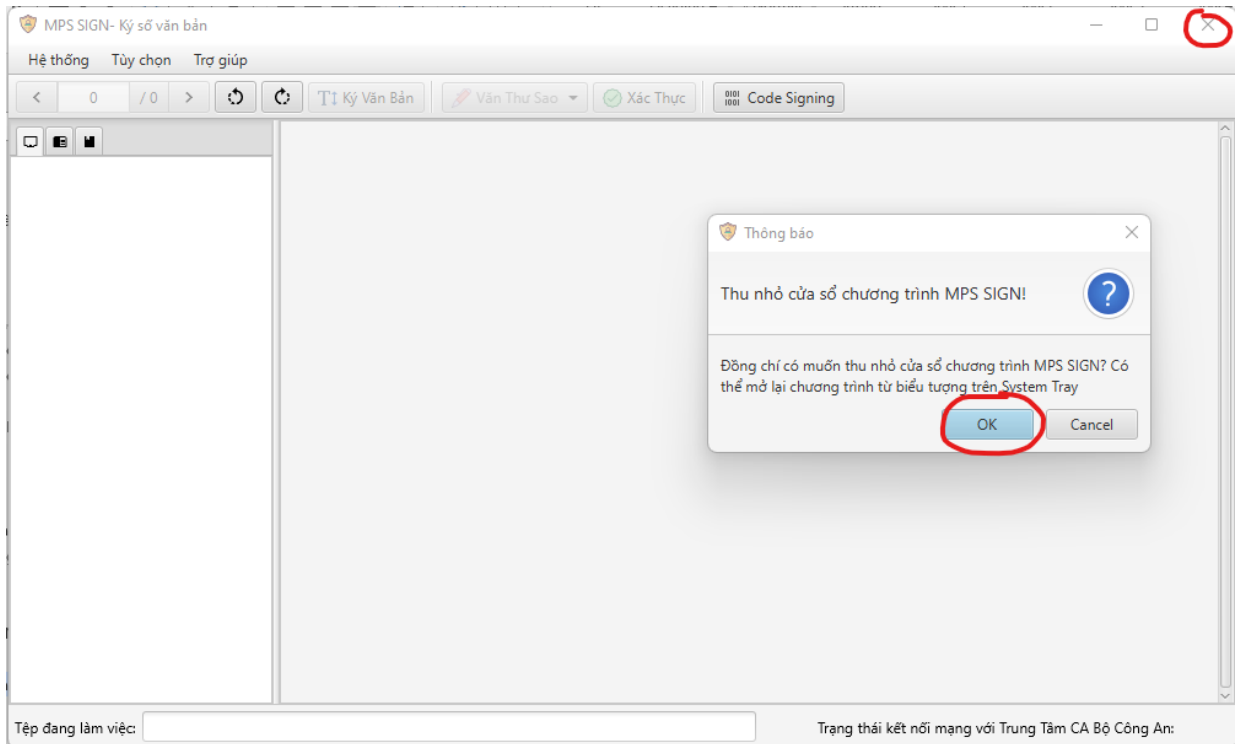 MPS SIGN- Ký số văn bản
Hệ thống Tùy chọn Trợ giúp
0 / 0 Ký Văn Bản Văn Thư Sao Xác Thực Code Signing
Thông báo
Thu nhỏ cửa sổ chương trình MPS SIGN!
Đồng chí có muốn thu nhỏ cửa sổ chương trình MPS SIGN? Có
thể mở lại chương trình từ biểu tượng trên System Tray
OK Cancel
Tệp đang làm việc: Trạng thái kết nối mạng với Trung Tâm CA Bộ Công An: